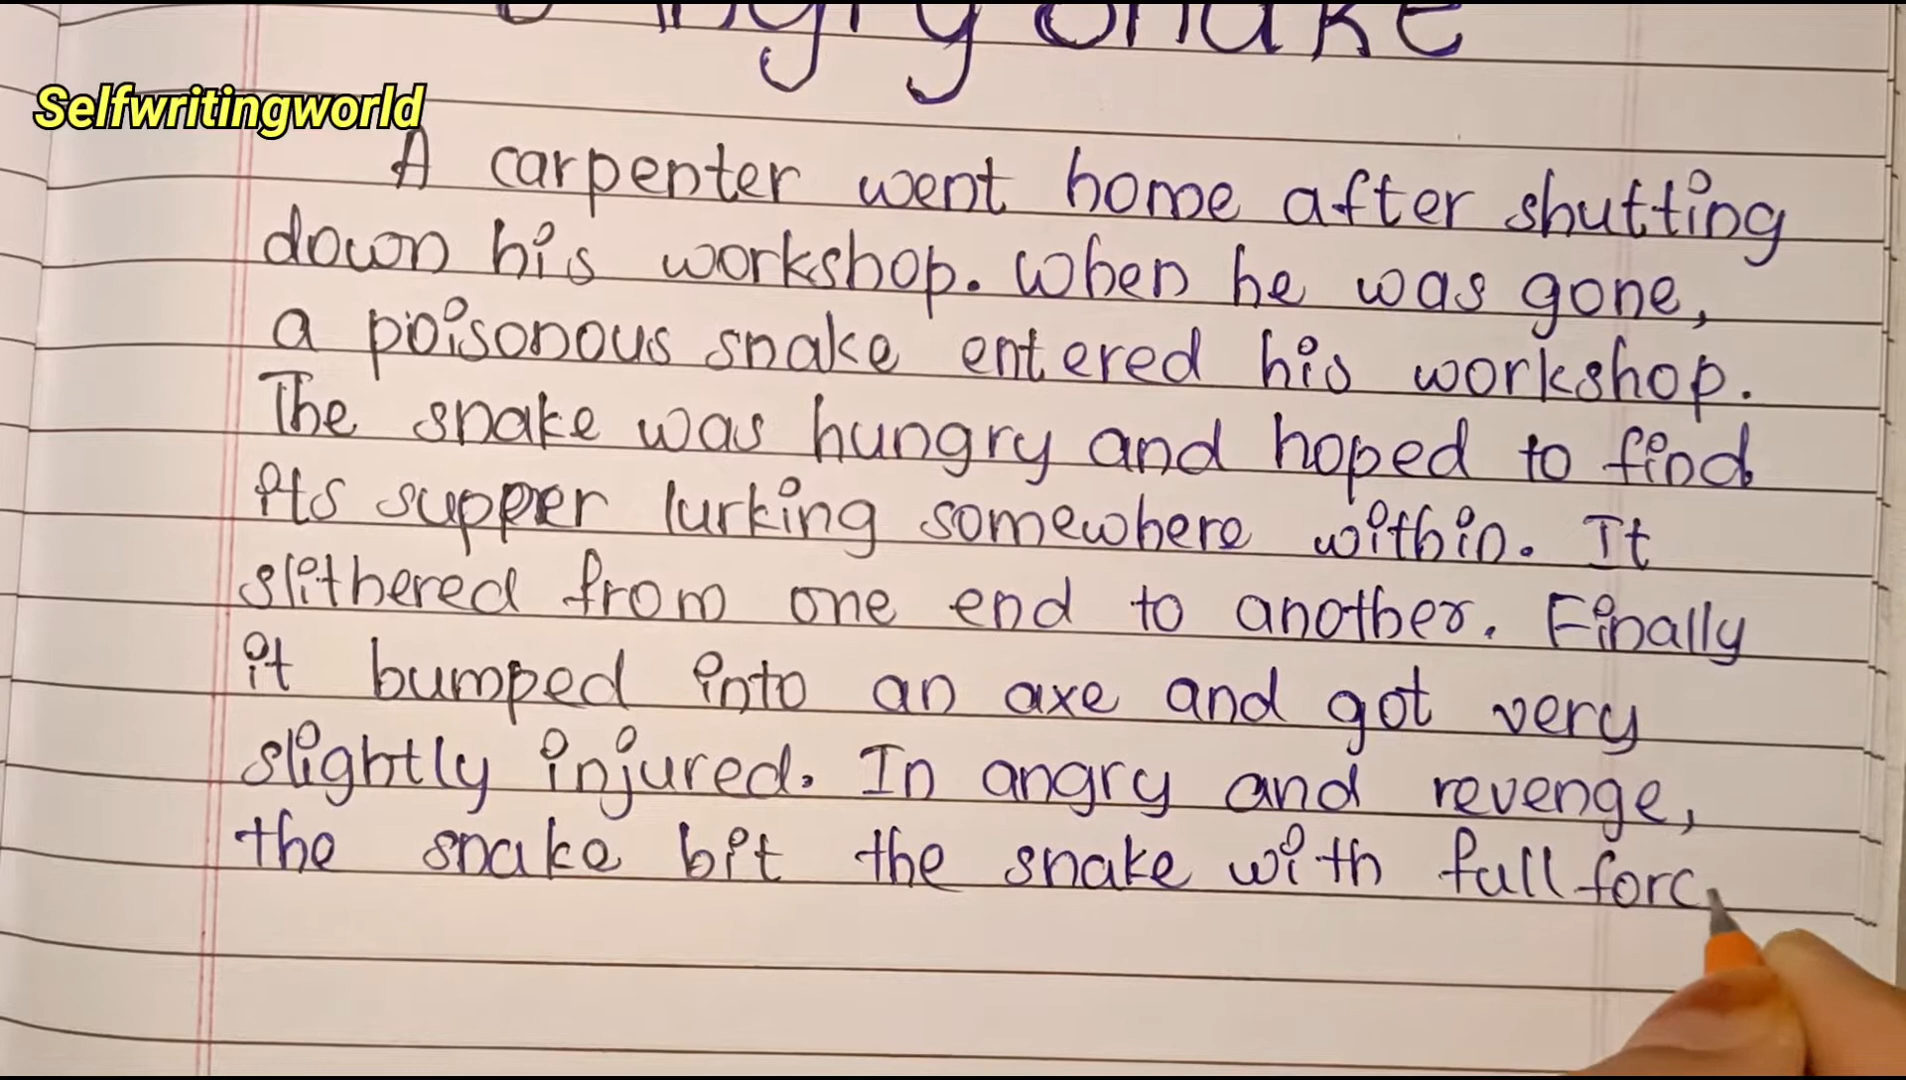 ngry Snake
Selfwritingworld
A carpenter went home after shutting
down his workshop. When he was gone,
a poisonous snake entered his workshop.
The snake was hungry and hoped to find
its supper lurking somewhere within. It
slithered from one end to another. Finally
it bumped into an axe and got very
slightly injured. In angry and revenge,
the snake bit the snake with full forc